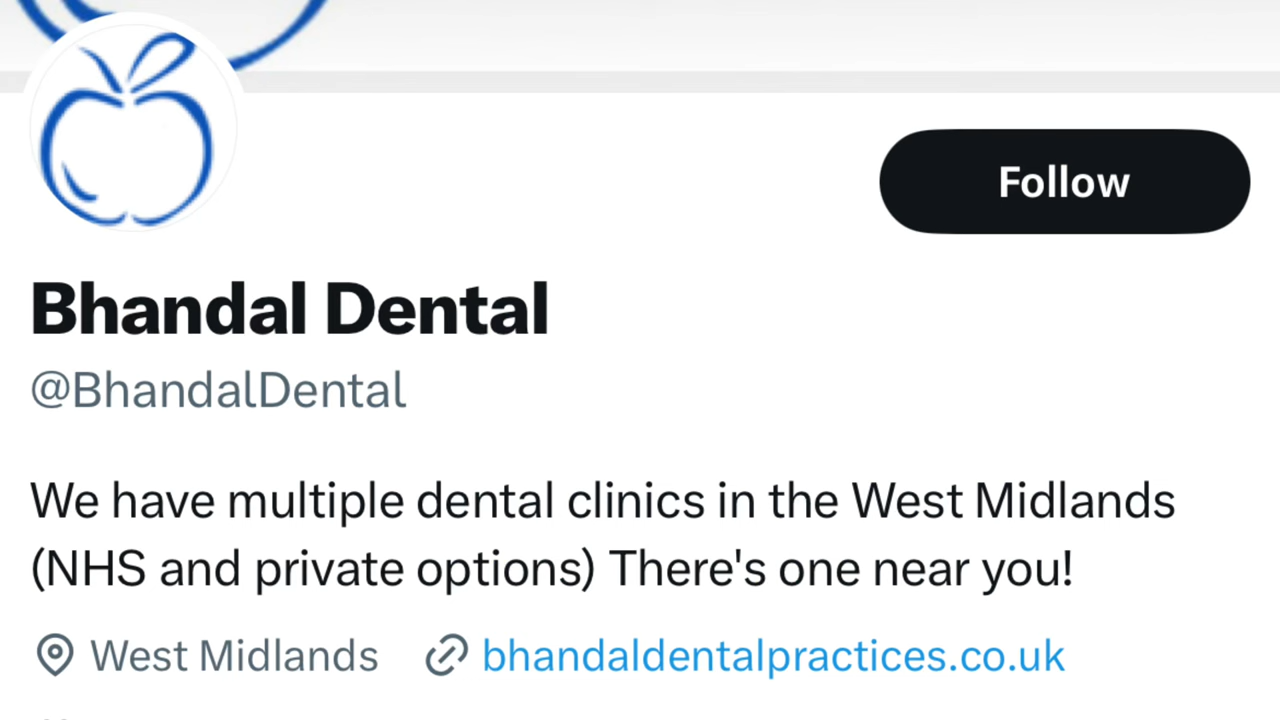 Follow
Bhandal Dental
@BhandalDental
We have multiple dental clinics in the West Midlands
(NHS and private options) There's one near you!
West Midlands bhandaldentalpractices.co.uk